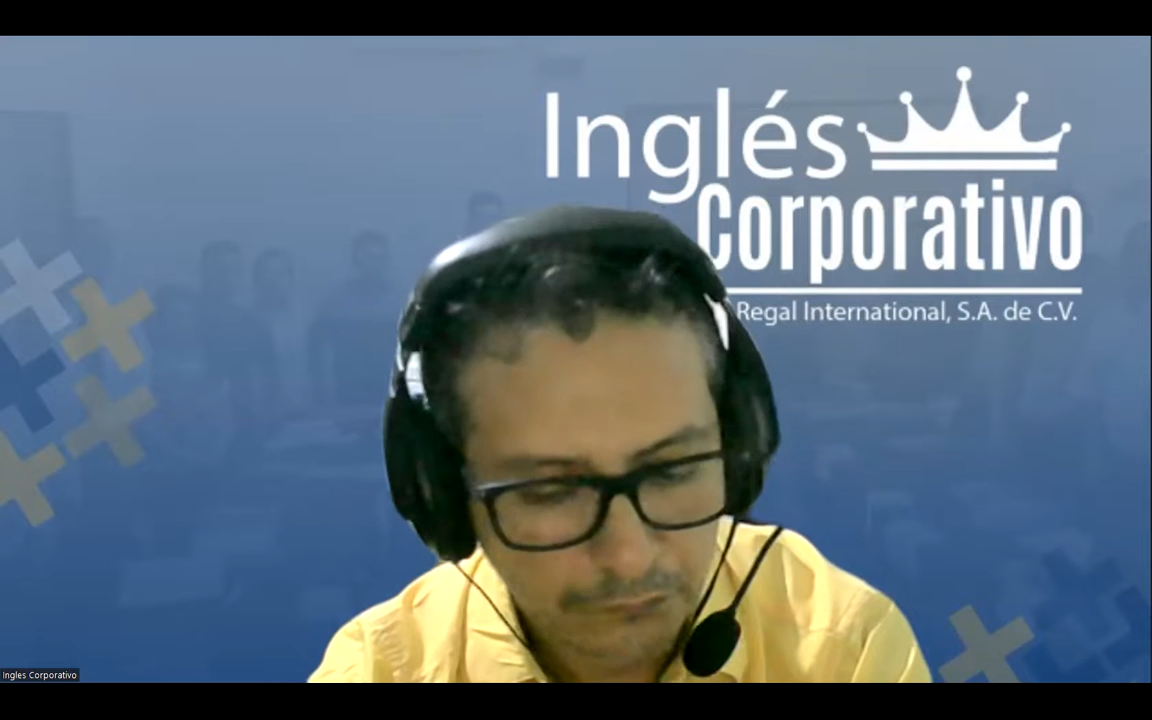 Inglés
Corporativo
Regal International, S.A. de C.V.
Ingles Corporativo